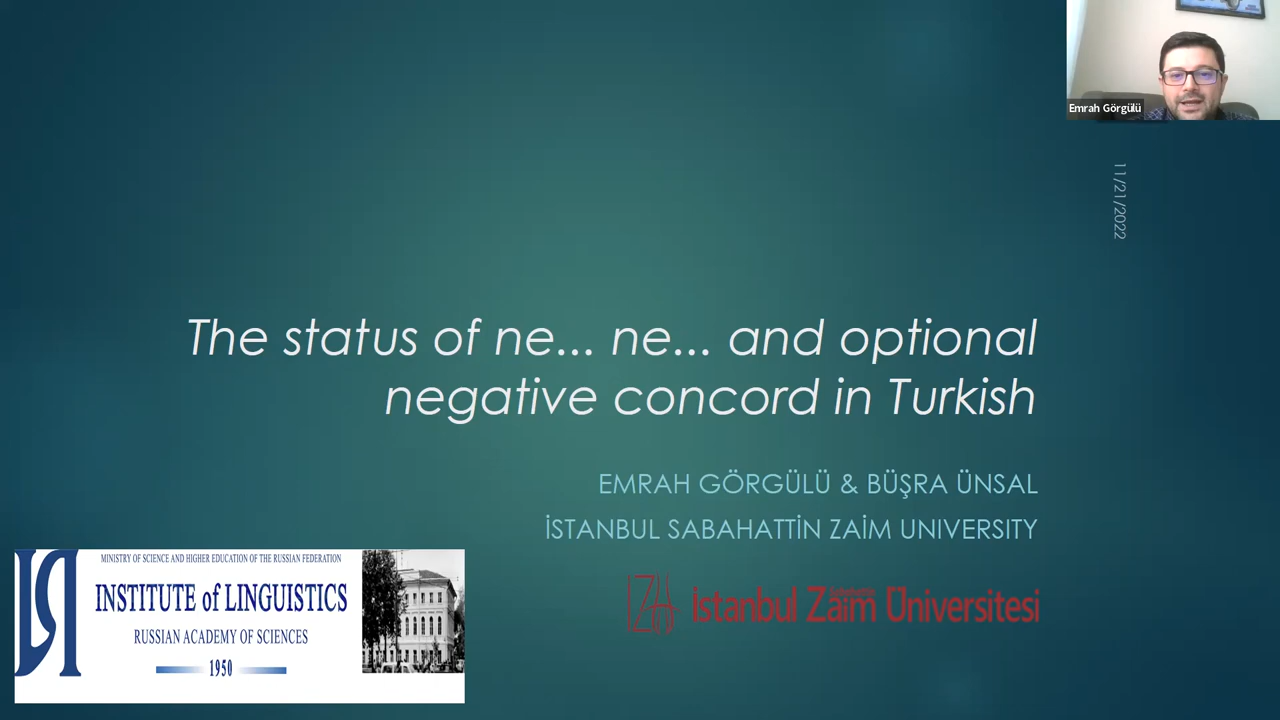 Emrah Görgülü
11/21/2022
The status of ne... ne... and optional
negative concord in Turkish
EMRAH GÖRGÜLÜ & BÜŞRA ÜNSAL
İSTANBUL SABAHATTİN ZAİM UNIVERSITY
MINISTRY OF SCIENCE AND HIGHER EDUCATION OF THE RUSSIAN FEDERATION
INSTITUTE of LINGUISTICS
RUSSIAN ACADEMY OF SCIENCES
1950
İZÜ
Sabahattin
İstanbul Zaim Üniversitesi